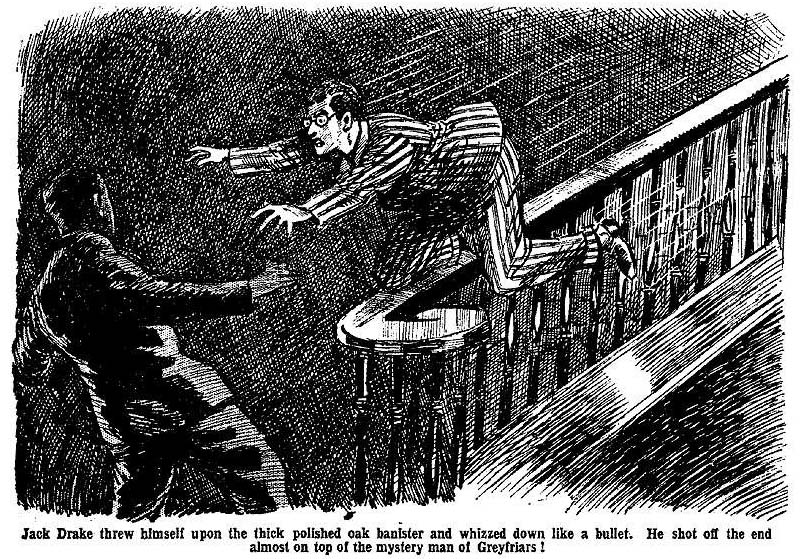 Jack Drake threw himself upon the thick polished oak banister and whizzed down like a bullet. He shot off the end
almost on top of the mystery man of Greyfriars !